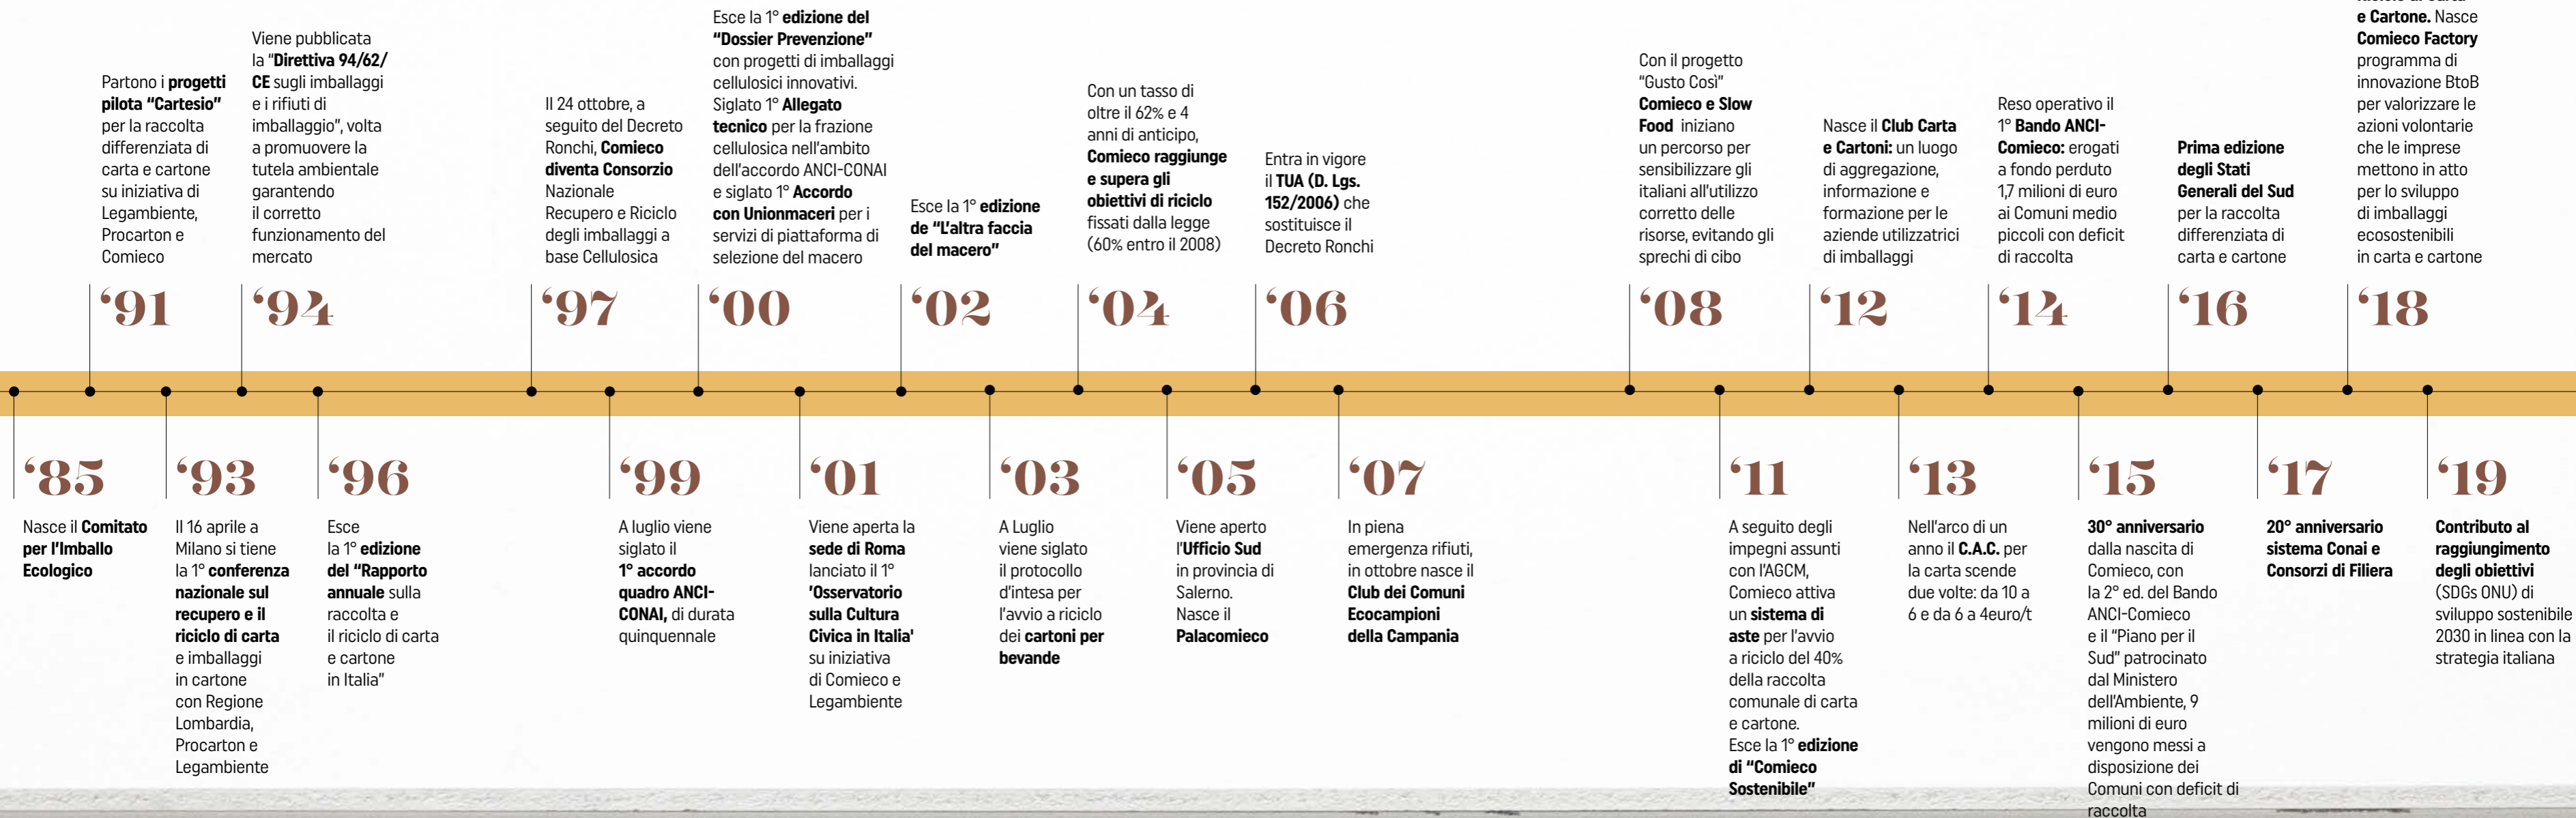 Partono i progetti
pilota “Cartesio”
per la raccolta
differenziata di
carta e cartone
su iniziativa di
Legambiente,
Procarton e
Comieco
‘91
Viene pubblicata
la “Direttiva 94/62/
CE sugli imballaggi
e i rifiuti di
imballaggio”, volta
a promuovere la
tutela ambientale
garantendo
il corretto
funzionamento del
mercato
‘94
Il 24 ottobre, a
seguito del Decreto
Ronchi, Comieco
diventa Consorzio
Nazionale
Recupero e Riciclo
degli imballaggi a
base Cellulosica
‘97
Esce la 1° edizione del
“Dossier Prevenzione”
con progetti di imballaggi
cellulosici innovativi.
Siglato 1° Allegato
tecnico per la frazione
cellulosica nell’ambito
dell’accordo ANCI-CONAI
e siglato 1° Accordo
con Unionmaceri per i
servizi di piattaforma di
selezione del macero
‘00
Esce la 1° edizione
de “L’altra faccia
del macero”
‘02
Con un tasso di
oltre il 62% e 4
anni di anticipo,
Comieco raggiunge
e supera gli
obiettivi di riciclo
fissati dalla legge
(60% entro il 2008)
‘04
Entra in vigore
il TUA (D. Lgs.
152/2006) che
sostituisce il
Decreto Ronchi
‘06
Con il progetto
“Gusto Così”
Comieco e Slow
Food iniziano
un percorso per
sensibilizzare gli
italiani all’utilizzo
corretto delle
risorse, evitando gli
sprechi di cibo
‘08
Nasce il Club Carta
e Cartoni: un luogo
di aggregazione,
informazione e
formazione per le
aziende utilizzatrici
di imballaggi
‘12
Reso operativo il
1° Bando ANCI-
Comieco: erogati
a fondo perduto
1,7 milioni di euro
ai Comuni medio
piccoli con deficit
di raccolta
‘14
Prima edizione
degli Stati
Generali del Sud
per la raccolta
differenziata di
carta e cartone
‘16
e Cartone. Nasce
Comieco Factory
programma di
innovazione BtoB
per valorizzare le
azioni volontarie
che le imprese
mettono in atto
per lo sviluppo
di imballaggi
ecosostenibili
in carta e cartone
‘18
‘85
Nasce il Comitato
per l’Imballo
Ecologico
‘93
Il 16 aprile a
Milano si tiene
la 1° conferenza
nazionale sul
recupero e il
riciclo di carta
e imballaggi
in cartone
con Regione
Lombardia,
Procarton e
Legambiente
‘96
Esce
la 1° edizione
del “Rapporto
annuale sulla
raccolta e
il riciclo di carta
e cartone
in Italia”
‘99
A luglio viene
siglato il
1° accordo
quadro ANCI-
CONAI, di durata
quinquennale
‘01
Viene aperta la
sede di Roma
lanciato il 1°
'Osservatorio
sulla Cultura
Civica in Italia'
su iniziativa
di Comieco e
Legambiente
‘03
A Luglio
viene siglato
il protocollo
d’intesa per
l’avvio a riciclo
dei cartoni per
bevande
‘05
Viene aperto
l’Ufficio Sud
in provincia di
Salerno.
Nasce il
Palacomieco
‘07
In piena
emergenza rifiuti,
in ottobre nasce il
Club dei Comuni
Ecocampioni
della Campania
‘11
A seguito degli
impegni assunti
con l’AGCM,
Comieco attiva
un sistema di
aste per l’avvio
a riciclo del 40%
della raccolta
comunale di carta
e cartone.
Esce la 1° edizione
di “Comieco
Sostenibile”
‘13
Nell’arco di un
anno il C.A.C. per
la carta scende
due volte: da 10 a
6 e da 6 a 4euro/t
‘15
30° anniversario
dalla nascita di
Comieco, con
la 2° ed. del Bando
ANCI-Comieco
e il “Piano per il
Sud” patrocinato
dal Ministero
dell’Ambiente, 9
milioni di euro
vengono messi a
disposizione dei
Comuni con deficit di
raccolta
‘17
20° anniversario
sistema Conai e
Consorzi di Filiera
‘19
Contributo al
raggiungimento
degli obiettivi
(SDGs ONU) di
sviluppo sostenibile
2030 in linea con la
strategia italiana